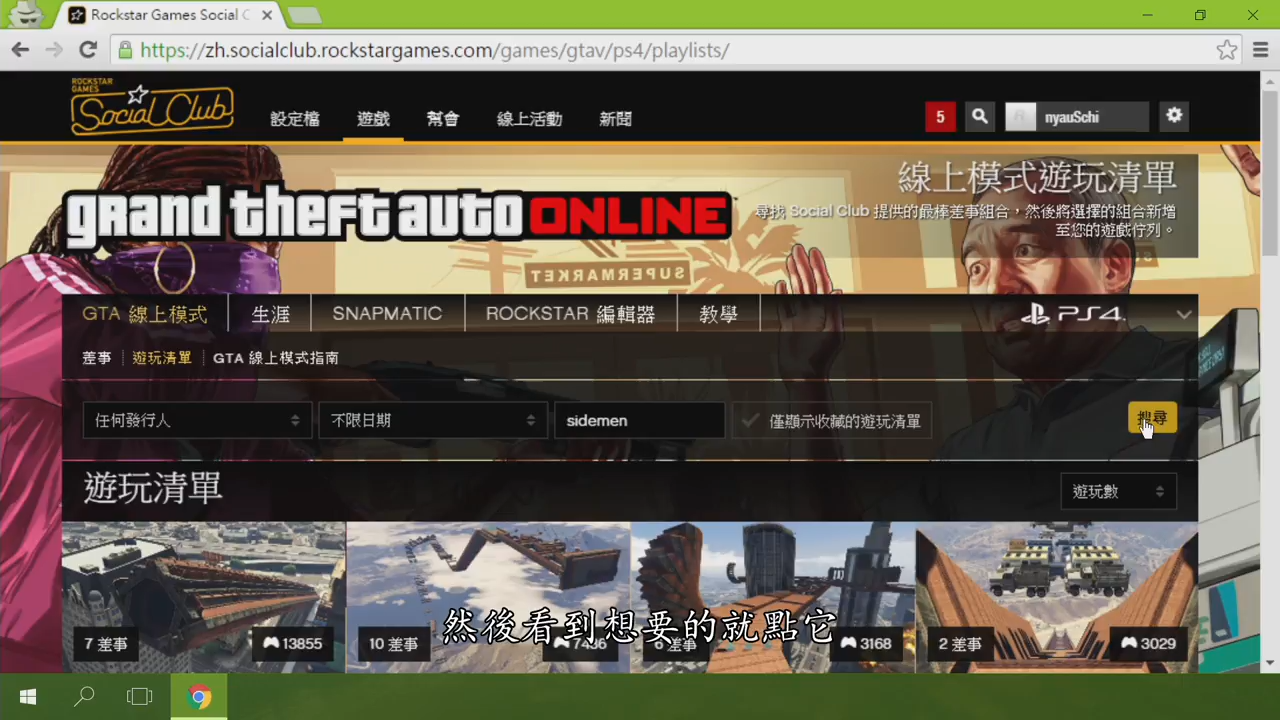 Rockstar Games Social C
https://zh.socialclub.rockstargames.com/games/gtav/ps4/playlists/
ROCKSTAR GAMES
Social Club
設定檔 遊戲 幫會 線上活動 新聞
5 nyauSchi
grand theft auto ONLINE
線上模式遊玩清單
尋找 Social Club 提供的最棒差事組合，然後將選擇的組合新增
至您的遊戲佇列。
SUPERMARKET
GTA 線上模式 生涯 SNAPMATIC ROCKSTAR 編輯器 教學 PS4
差事 遊玩清單 GTA 線上模式指南
任何發行人 不限日期 sidemen 僅顯示收藏的遊玩清單 搜尋
遊玩清單 遊玩數
然後看到想要的就點它
7 差事 13855 10 差事 7436 6 差事 3168 2 差事 3029